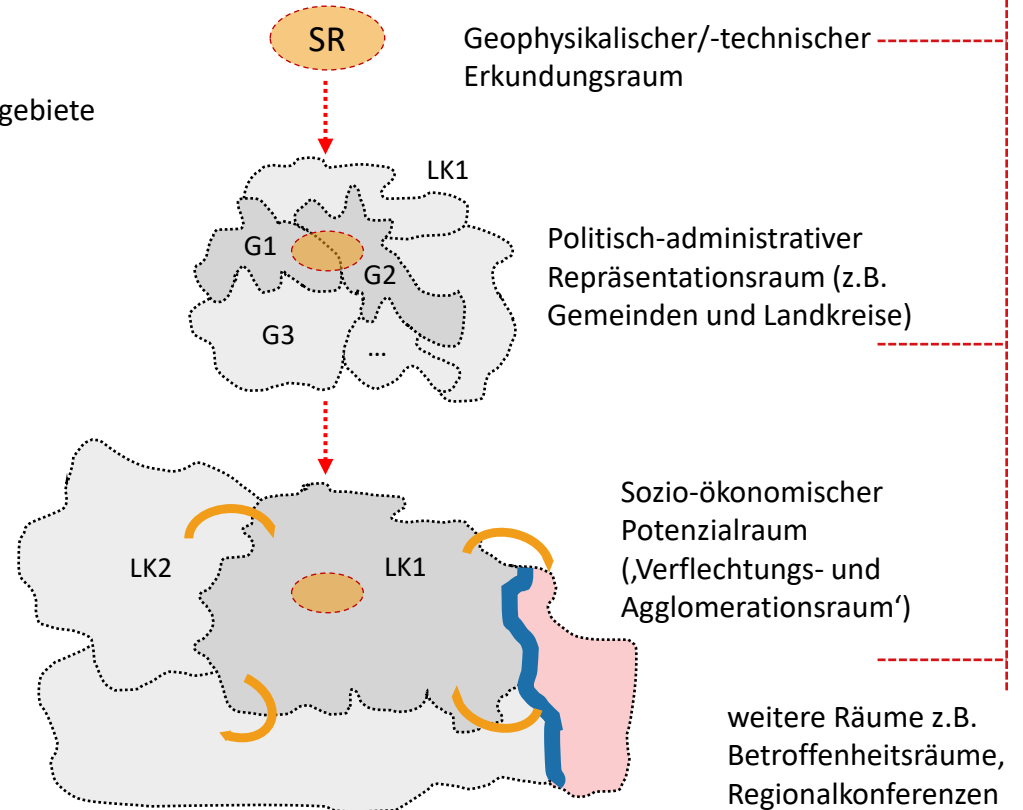 SR
Geophysikalischer/-technischer
Erkundungsraum
gebiete
LK1
G1
G2
G3
...
Politisch-administrativer
Repräsentationsraum (z.B.
Gemeinden und Landkreise)
Sozio-ökonomischer
Potenzialraum
(‚Verflechtungs- und
Agglomerationsraum‘)
LK2
LK1
weitere Räume z.B.
Betroffenheitsräume,
Regionalkonferenzen